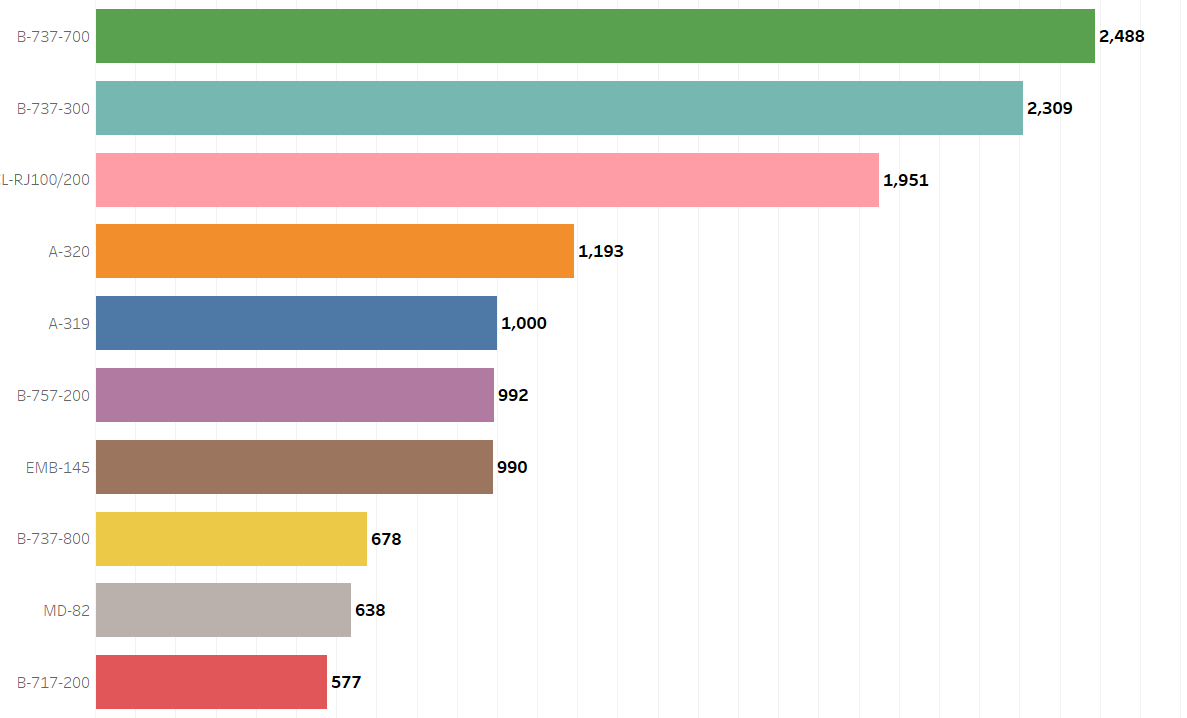 B-737-700 2,488
B-737-300 2,309
L-RJ100/200 1,951
A-320 1,193
A-319 1,000
B-757-200 992
EMB-145 990
B-737-800 678
MD-82 638
B-717-200 577